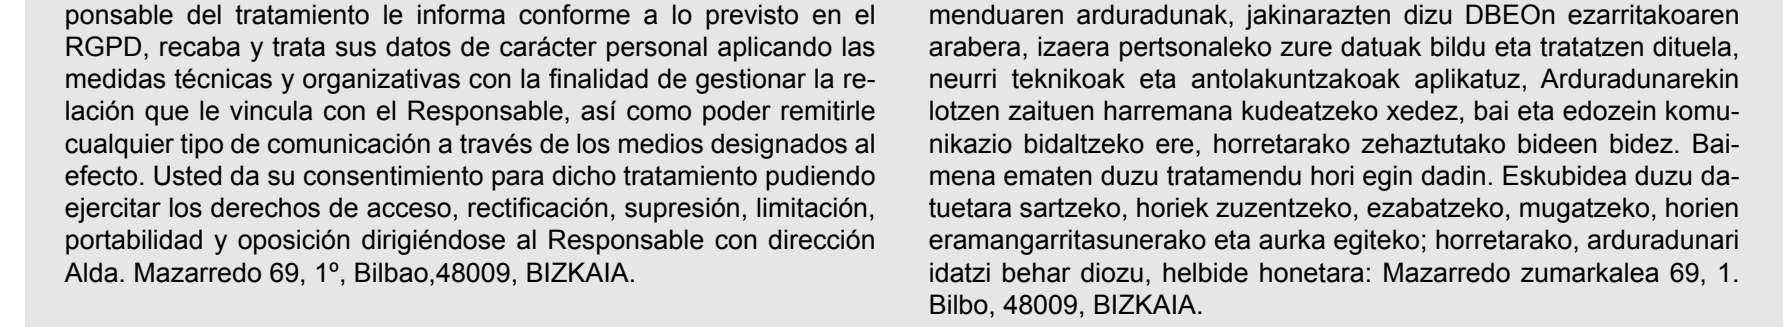 ponsable del tratamiento le informa conforme a lo previsto en el
RGPD, recaba y trata sus datos de carácter personal aplicando las
medidas técnicas y organizativas con la finalidad de gestionar la re-
lación que le vincula con el Responsable, así como poder remitirle
cualquier tipo de comunicación a través de los medios designados al
efecto. Usted da su consentimiento para dicho tratamiento pudiendo
ejercitar los derechos de acceso, rectificación, supresión, limitación,
portabilidad y oposición dirigiéndose al Responsable con dirección
Alda. Mazarredo 69, 1º, Bilbao,48009, BIZKAIA.
menduaren arduradunak, jakinarazten dizu DBEOn ezarritakoaren
arabera, izaera pertsonaleko zure datuak bildu eta tratatzen dituela,
neurri teknikoak eta antolakuntzakoak aplikatuz, Arduradunarekin
lotzen zaituen harremana kudeatzeko xedez, bai eta edozein komu-
nikazio bidaltzeko ere, horretarako zehaztutako bideen bidez. Bai-
mena ematen duzu tratamendu hori egin dadin. Eskubidea duzu da-
tuetara sartzeko, horiek zuzentzeko, ezabatzeko, mugatzeko, horien
eramangarritasunerako eta aurka egiteko; horretarako, arduradunari
idatzi behar diozu, helbide honetara: Mazarredo zumarkalea 69, 1.
Bilbo, 48009, BIZKAIA.